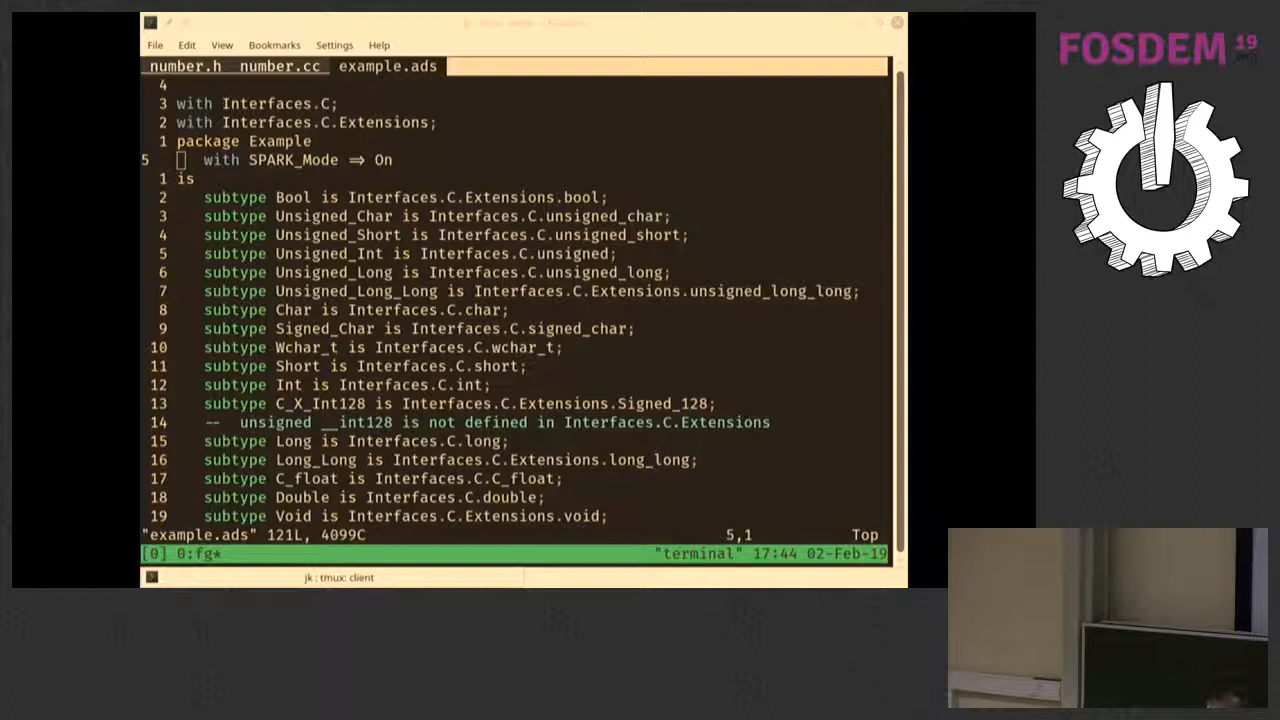 File Edit View Bookmarks Settings Help
number.h number.cc example.ads
4
3 with Interfaces.C;
2 with Interfaces.C.Extensions;
1 package Example
5 with SPARK_Mode => On
1 is
2 subtype Bool is Interfaces.C.Extensions.bool;
3 subtype Unsigned_Char is Interfaces.C.unsigned_char;
4 subtype Unsigned_Short is Interfaces.C.unsigned_short;
5 subtype Unsigned_Int is Interfaces.C.unsigned;
6 subtype Unsigned_Long is Interfaces.C.unsigned_long;
7 subtype Unsigned_Long_Long is Interfaces.C.Extensions.unsigned_long_long;
8 subtype Char is Interfaces.C.char;
9 subtype Signed_Char is Interfaces.C.signed_char;
10 subtype Wchar_t is Interfaces.C.wchar_t;
11 subtype Short is Interfaces.C.short;
12 subtype Int is Interfaces.C.int;
13 subtype C_X_Int128 is Interfaces.C.Extensions.Signed_128;
14 -- unsigned __int128 is not defined in Interfaces.C.Extensions
15 subtype Long is Interfaces.C.long;
16 subtype Long_Long is Interfaces.C.Extensions.long_long;
17 subtype C_float is Interfaces.C.C_float;
18 subtype Double is Interfaces.C.double;
19 subtype Void is Interfaces.C.Extensions.void;
"example.ads" 121L, 4099C 5,1 Top
[0] 0:fg* "terminal" 17:44 02-Feb-19
jk : tmux: client
FOSDEM 19